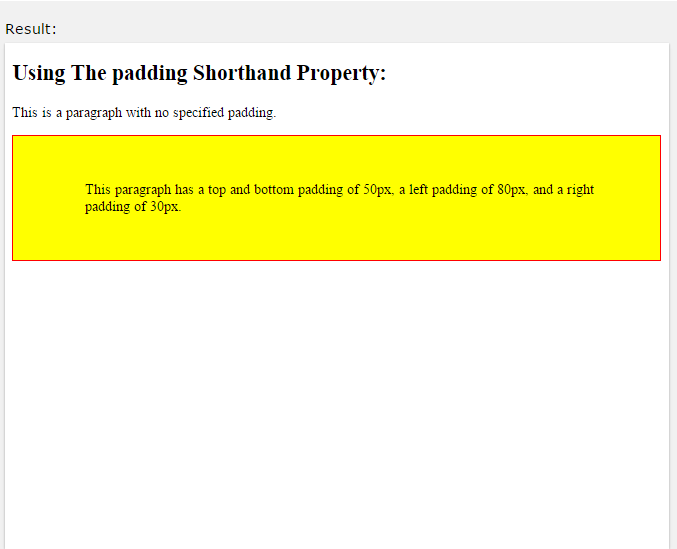 Result:
Using The padding Shorthand Property:
This is a paragraph with no specified padding.
This paragraph has a top and bottom padding of 50px, a left padding of 80px, and a right
padding of 30px.